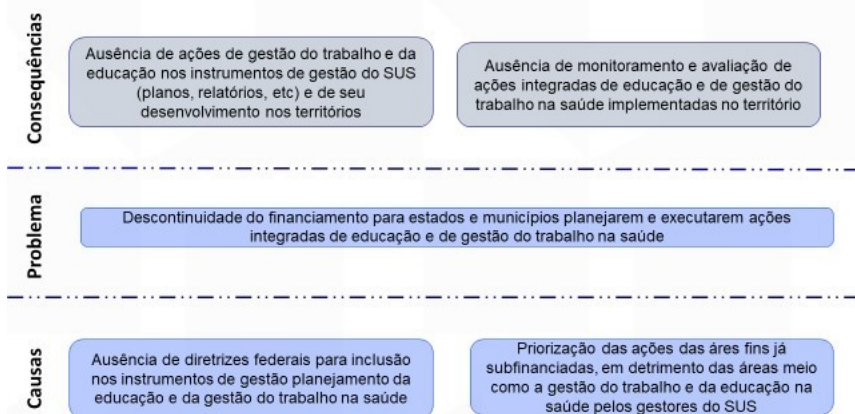 Consequências
Ausência de ações de gestão do trabalho e da
educação nos instrumentos de gestão do SUS
(planos, relatórios, etc) e de seu
desenvolvimento nos territórios
Ausência de monitoramento e avaliação de
ações integradas de educação e de gestão do
trabalho na saúde implementadas no território
Problema
Descontinuidade do financiamento para estados e municípios planejarem e executarem ações
integradas de educação e de gestão do trabalho na saúde
Causas
Ausência de diretrizes federais para inclusão
nos instrumentos de gestão planejamento da
educação e da gestão do trabalho na saúde
Priorização das ações das áres fins já
subfinanciadas, em detrimento das áreas meio
como a gestão do trabalho e da educação na
saúde pelos gestores do SUS